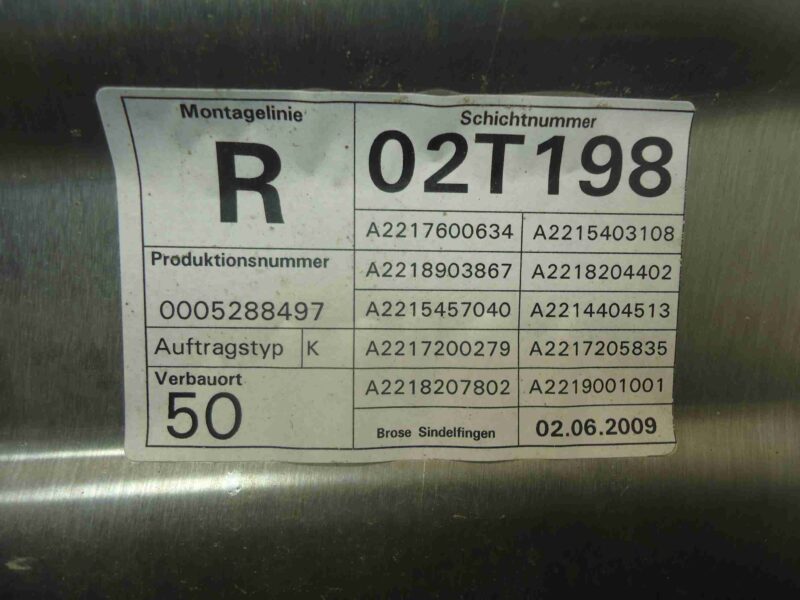 Montagelinie
R
Schichtnummer
02T198
Produktionsnummer
0005288497
Auftragstyp K
Verbauort
50
A2217600634 A2215403108
A2218903867 A2218204402
A2215457040 A2214404513
A2217200279 A2217205835
A2218207802 A2219001001
Brose Sindelfingen 02.06.2009